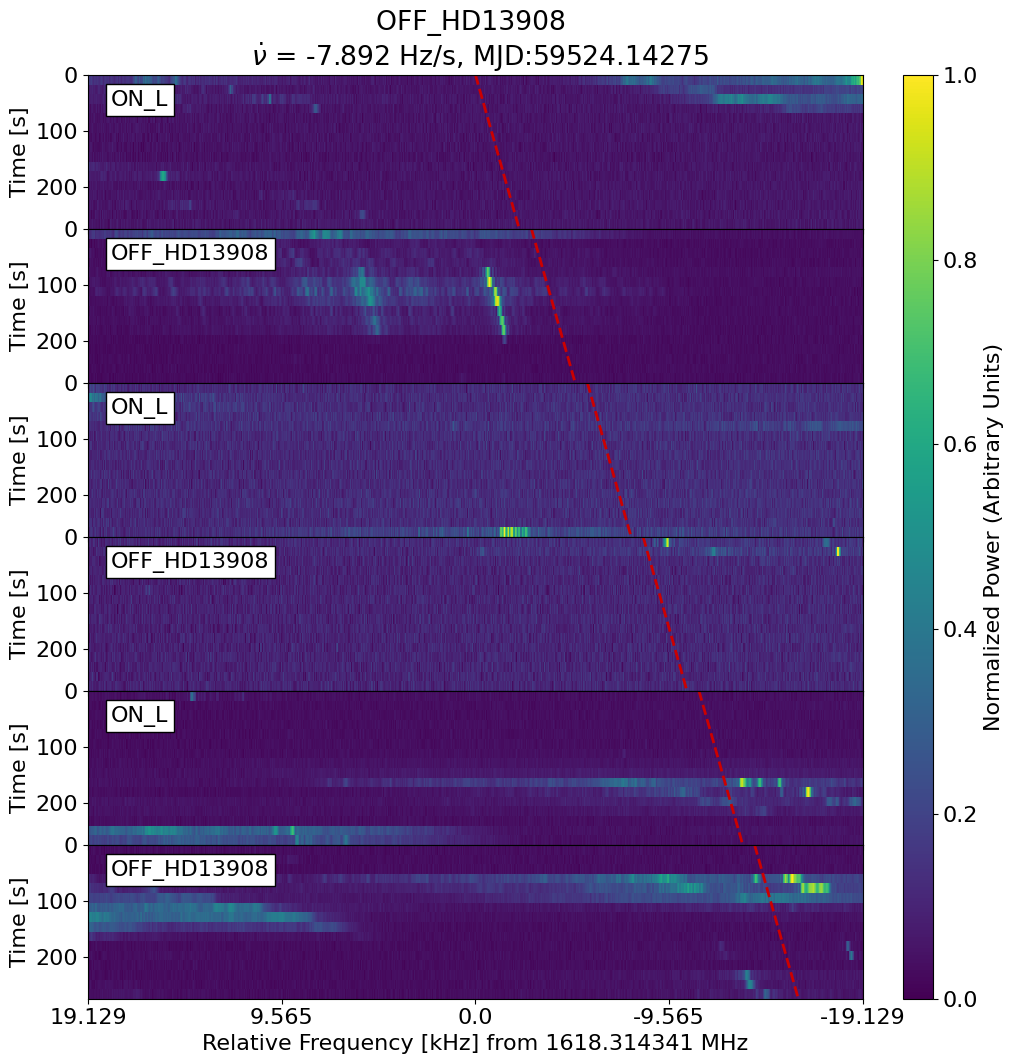 OFF_HD13908
ν̇ = -7.892 Hz/s, MJD:59524.14275
0
100
200
Time [s]
ON_L
0
100
200
Time [s]
OFF_HD13908
0
100
200
Time [s]
ON_L
0
100
200
Time [s]
OFF_HD13908
0
100
200
Time [s]
ON_L
0
100
200
Time [s]
OFF_HD13908
19.129 9.565 0.0 -9.565 -19.129
Relative Frequency [kHz] from 1618.314341 MHz
1.0
0.8
0.6
0.4
0.2
0.0
Normalized Power (Arbitrary Units)